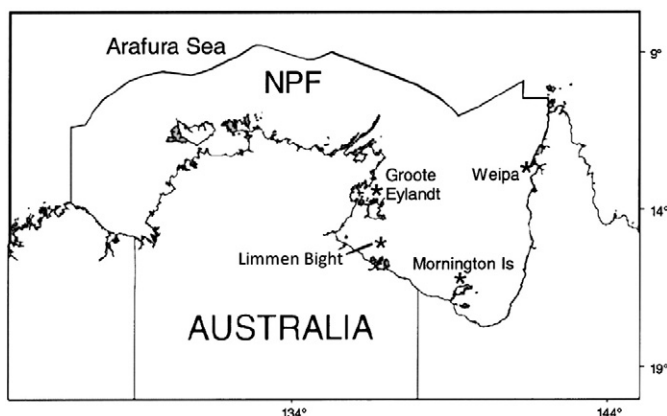 Arafura Sea
9°
NPF
Groote
Eylandt
Weipa
14°
Limmen Bight
Mornington Is
AUSTRALIA
19°
134°
144°